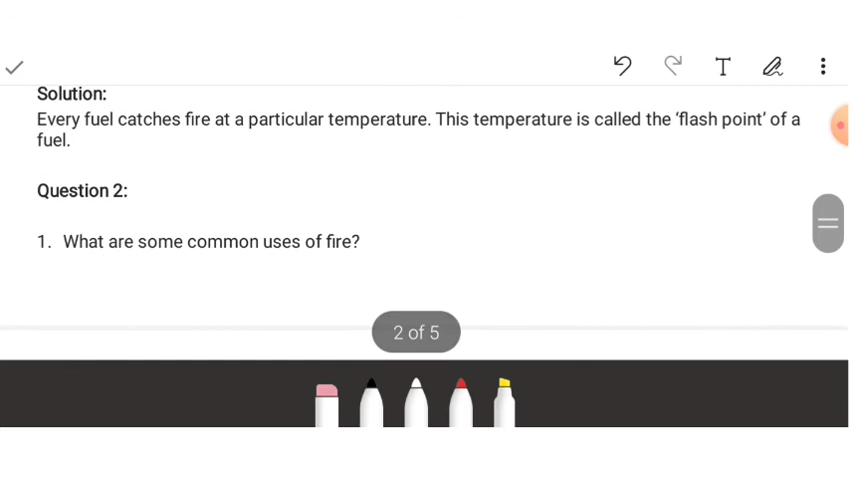 Solution:
Every fuel catches fire at a particular temperature. This temperature is called the ‘flash point’ of a
fuel.
Question 2:
1. What are some common uses of fire?
2 of 5
T